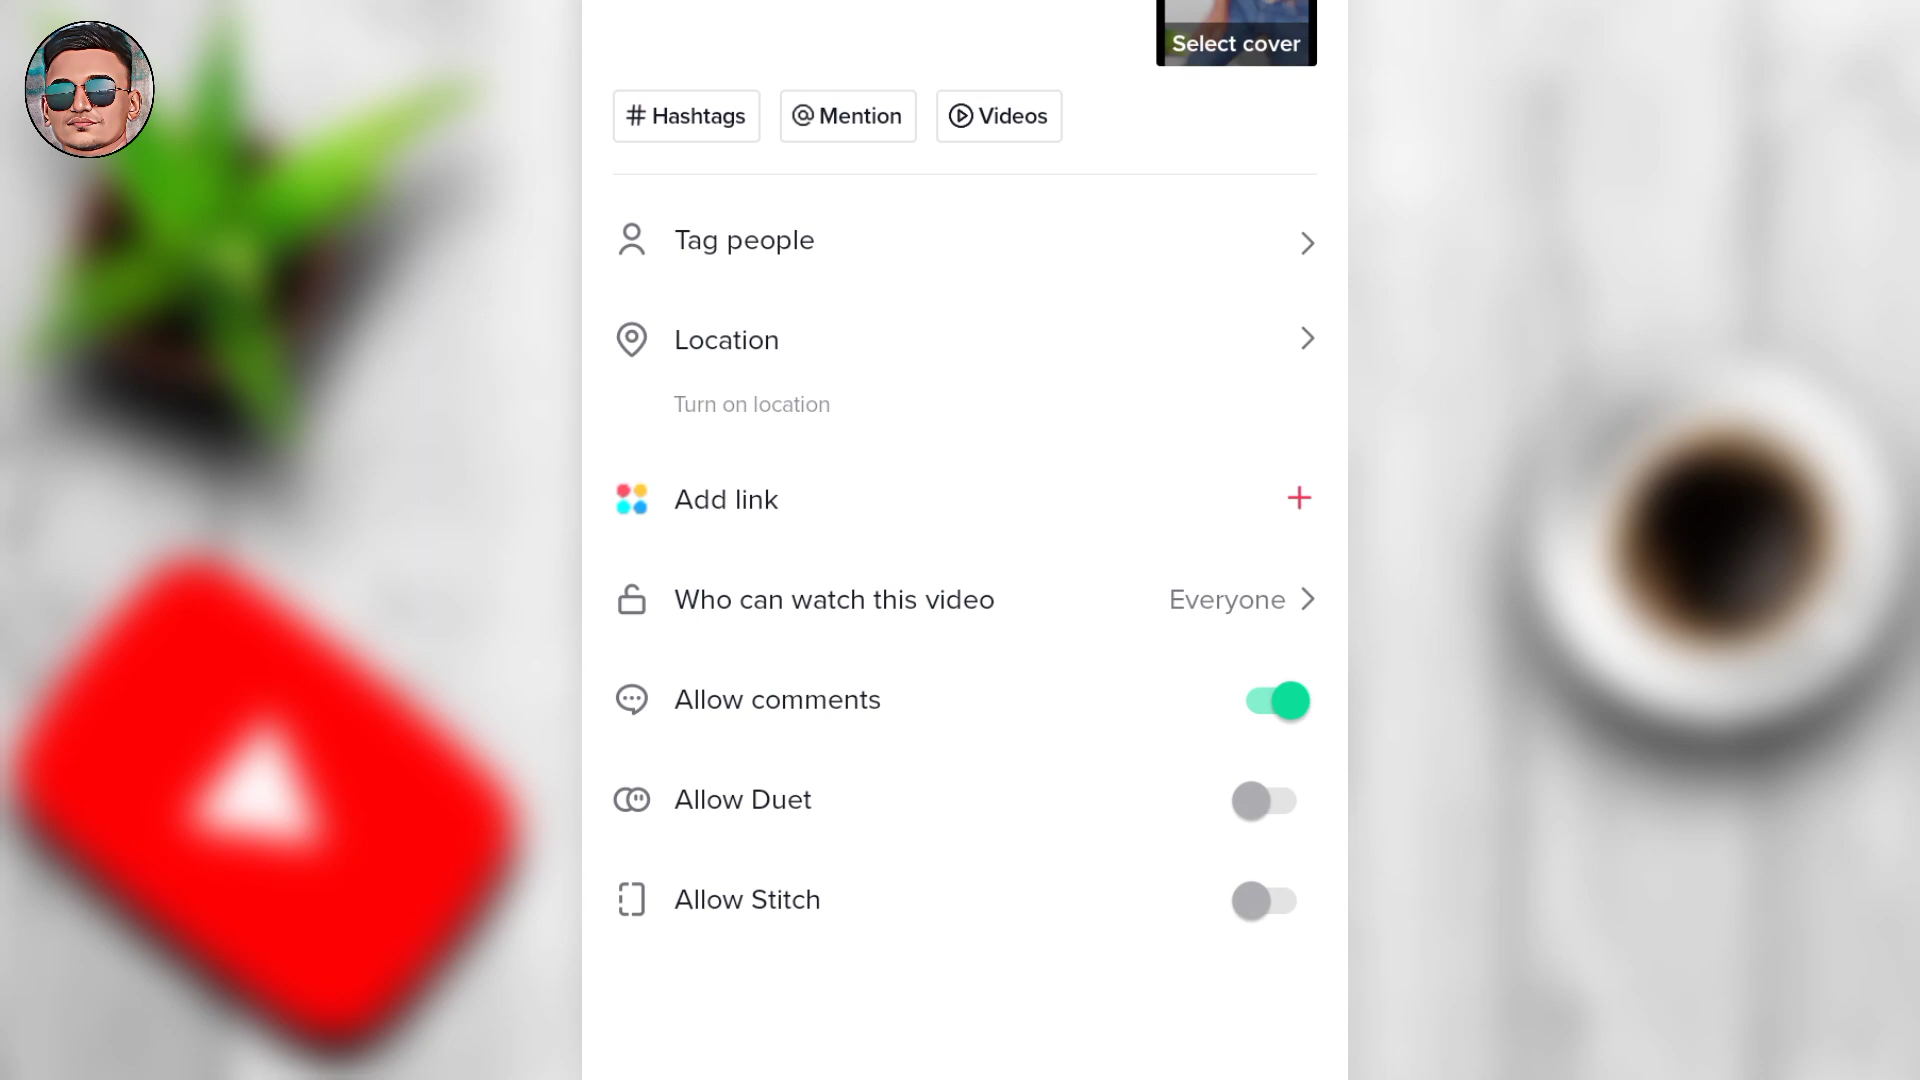 Select cover
# Hashtags @ Mention Videos
Tag people
Location
Turn on location
Add link
Who can watch this video Everyone
Allow comments
Allow Duet
Allow Stitch